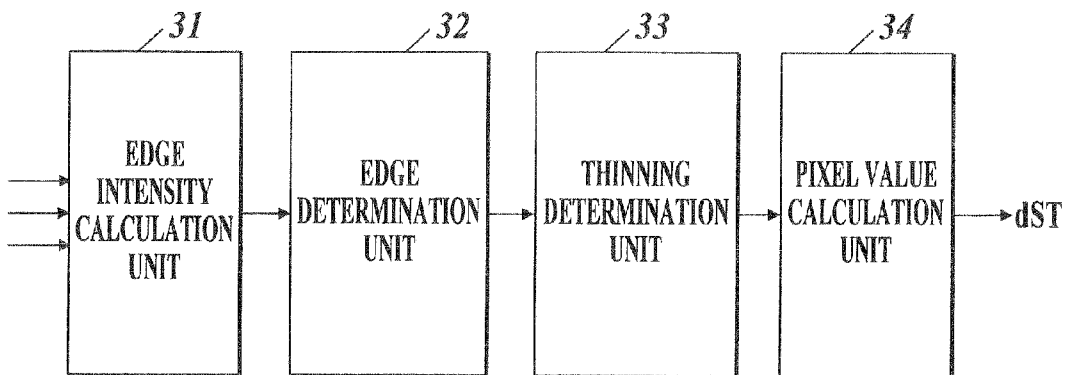 31
32
33
34
EDGE
INTENSITY
CALCULATION
UNIT
EDGE
DETERMINATION
UNIT
THINNING
DETERMINATION
UNIT
PIXEL VALUE
CALCULATION
UNIT
dST